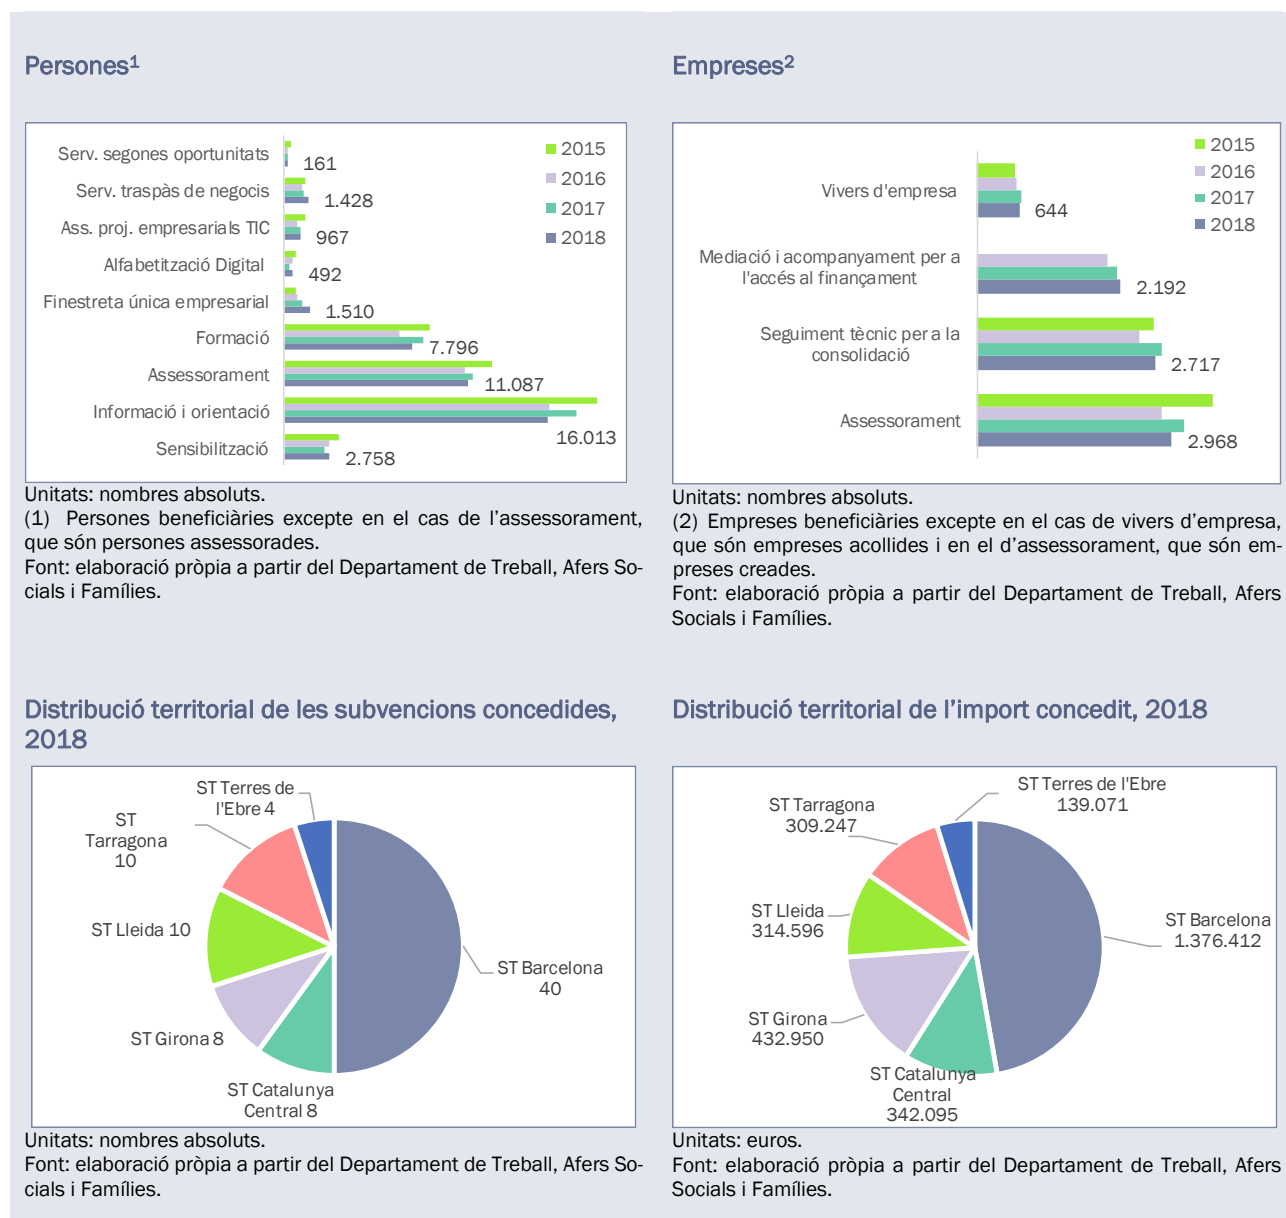 Persones¹
Serv. segones oportunitats
161
Serv. traspàs de negocis
1.428
Ass. proj. empresarials TIC
967
Alfabetització Digital
492
Finestreta única empresarial
1.510
Formació
7.796
Assessorament
11.087
Informació i orientació
16.013
Sensibilització
2.758
2015
2016
2017
2018
Unitats: nombres absoluts.
(1) Persones beneficiàries excepte en el cas de l'assessorament,
que són persones assessorades.
Font: elaboració pròpia a partir del Departament de Treball, Afers So-
cials i Famílies.
Empreses²
2015
2016
2017
2018
Vivers d'empresa
644
Mediació i acompanyament per a
l'accés al finançament
2.192
Seguiment tècnic per a la
consolidació
2.717
Assessorament
2.968
Unitats: nombres absoluts.
(2) Empreses beneficiàries excepte en el cas de vivers d'empresa,
que són empreses acollides i en el d'assessorament, que són em-
preses creades.
Font: elaboració pròpia a partir del Departament de Treball, Afers
Socials i Famílies.
Distribució territorial de les subvencions concedides,
2018
ST Terres de
l'Ebre 4
ST
Tarragona
10
ST Lleida 10
ST Barcelona
40
ST Girona 8
ST Catalunya
Central 8
Unitats: nombres absoluts.
Font: elaboració pròpia a partir del Departament de Treball, Afers So-
cials i Famílies.
Distribució territorial de l'import concedit, 2018
ST Terres de l'Ebre
139.071
ST Tarragona
309.247
ST Lleida
314.596
ST Barcelona
1.376.412
ST Girona
432.950
ST Catalunya
Central
342.095
Unitats: euros.
Font: elaboració pròpia a partir del Departament de Treball, Afers
Socials i Famílies.